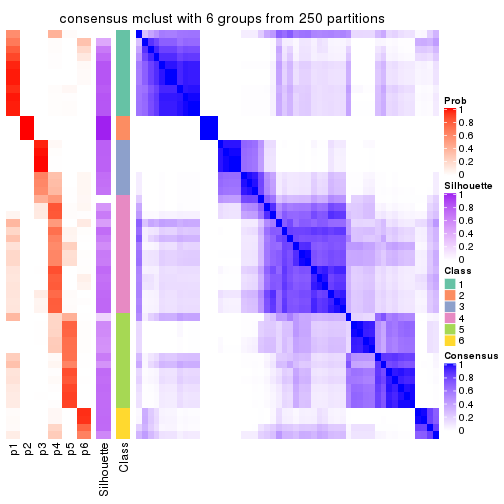 consensus mclust with 6 groups from 250 partitions
Prob
1
0.8
0.6
0.4
0.2
0
Silhouette
1
0.8
0.6
0.4
0.2
0
Class
1
2
3
4
5
6
Consensus
1
0.8
0.6
0.4
0.2
0
p1
p2
p3
p4
p5
p6
Silhouette
Class